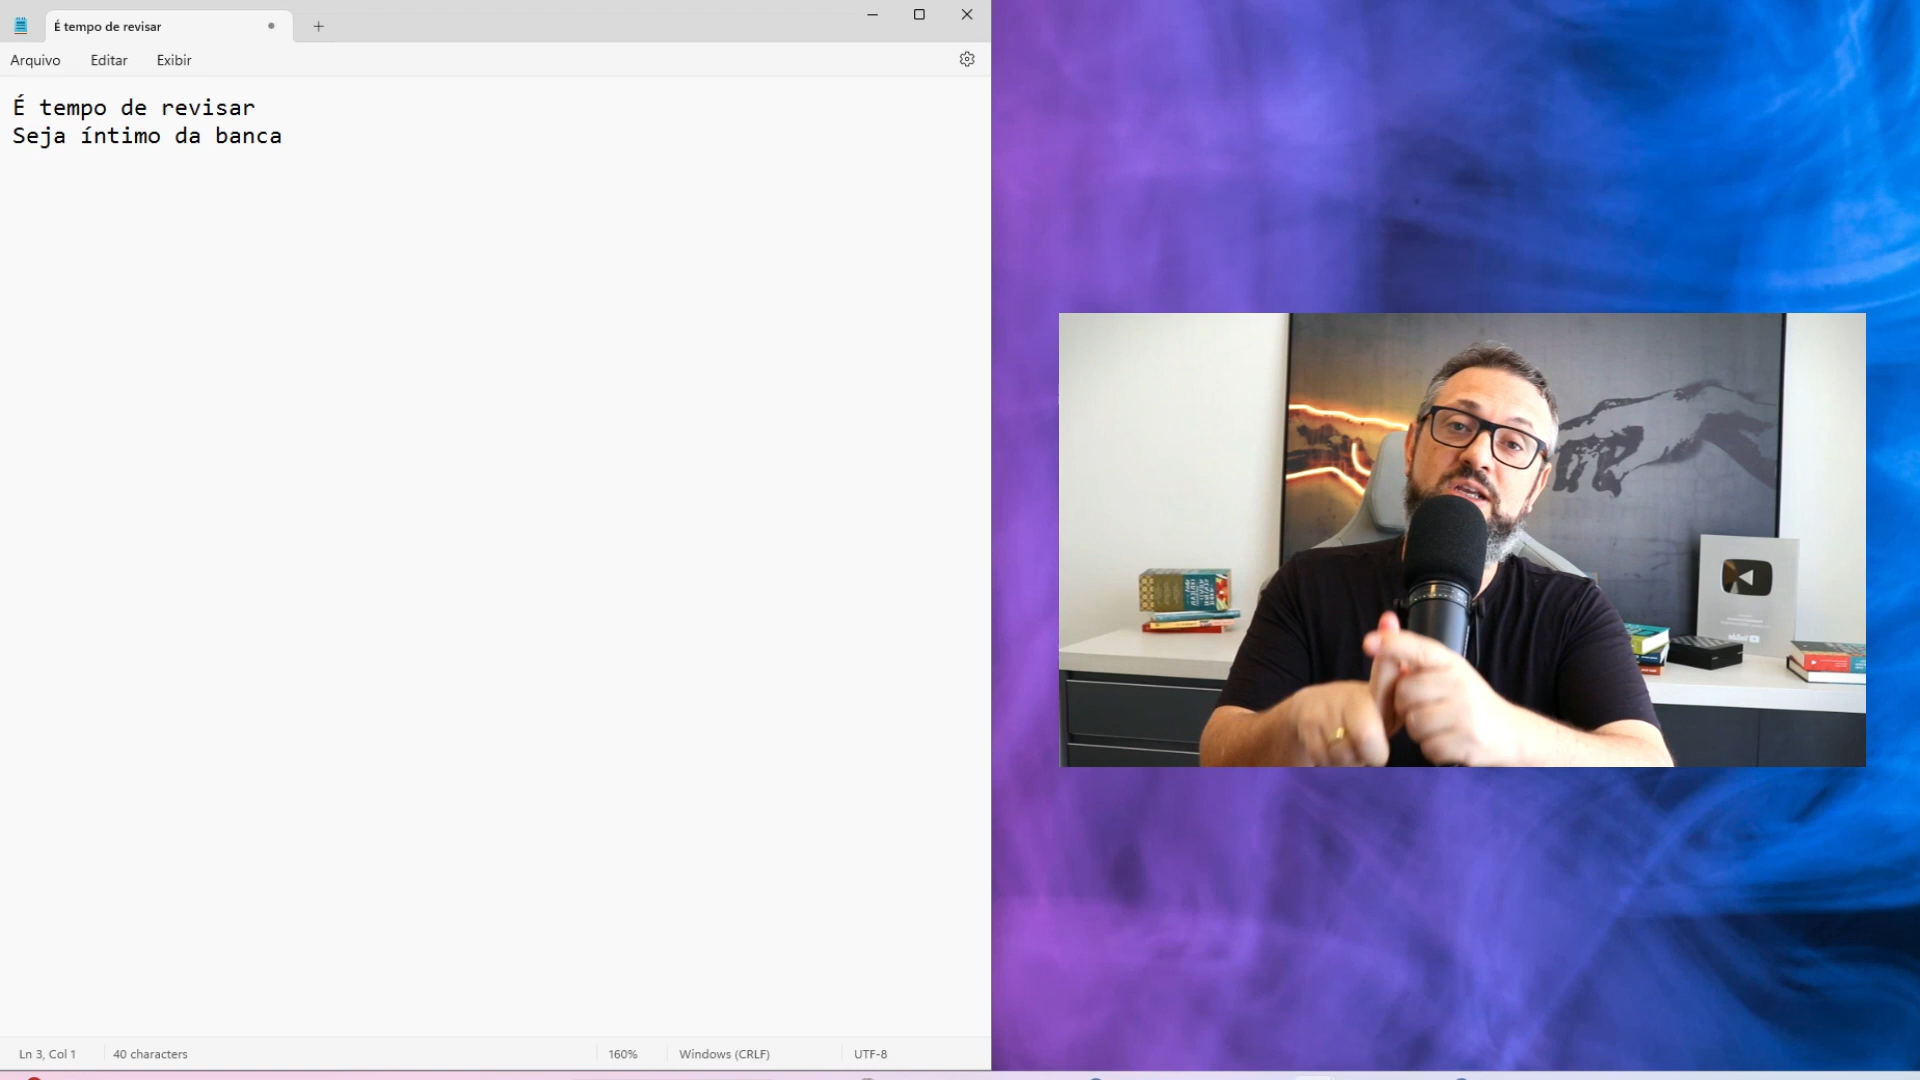 É tempo de revisar
Arquivo Editar Exibir
É tempo de revisar
Seja íntimo da banca
Ln 3, Col 1 40 characters 160% Windows (CRLF) UTF-8